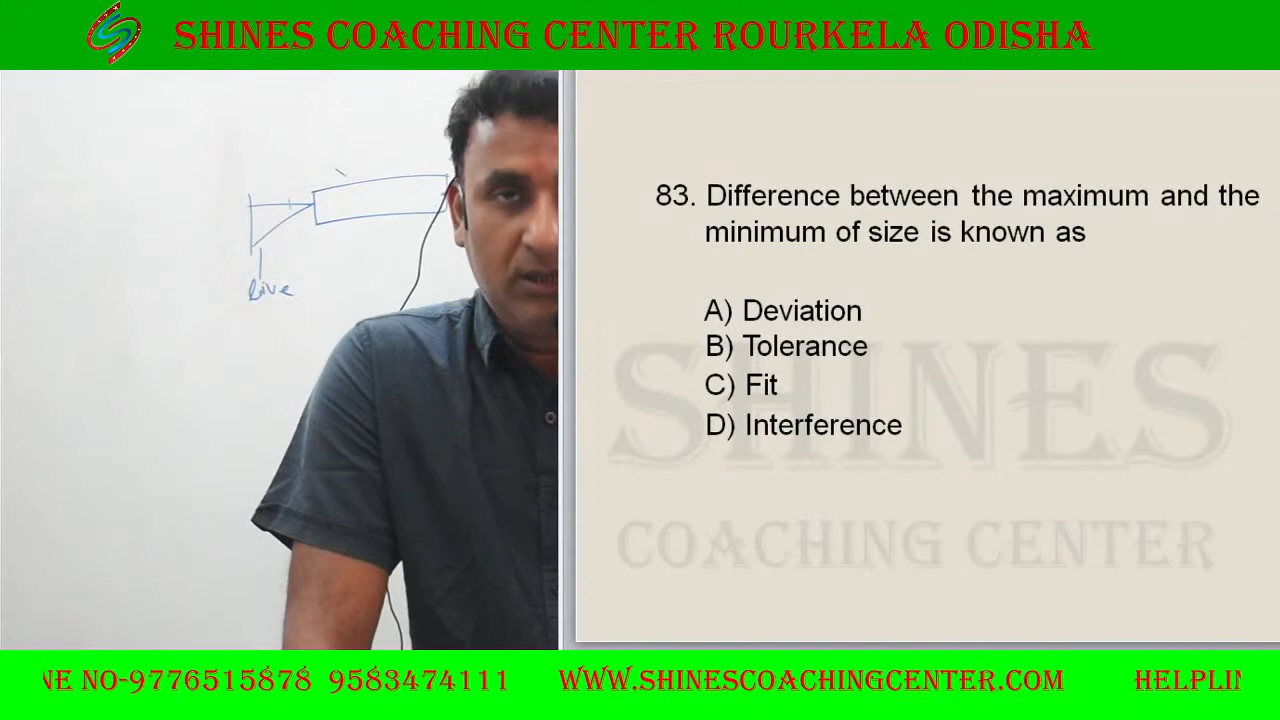 SHINES COACHING CENTER ROURKELA ODISHA
83. Difference between the maximum and the
minimum of size is known as
A) Deviation
B) Tolerance
C) Fit
D) Interference
SHINES
COACHING CENTER
NE NO-9776515878 9583474111 WWW.SHINESCOACHINGCENTER.COM HELPLIN